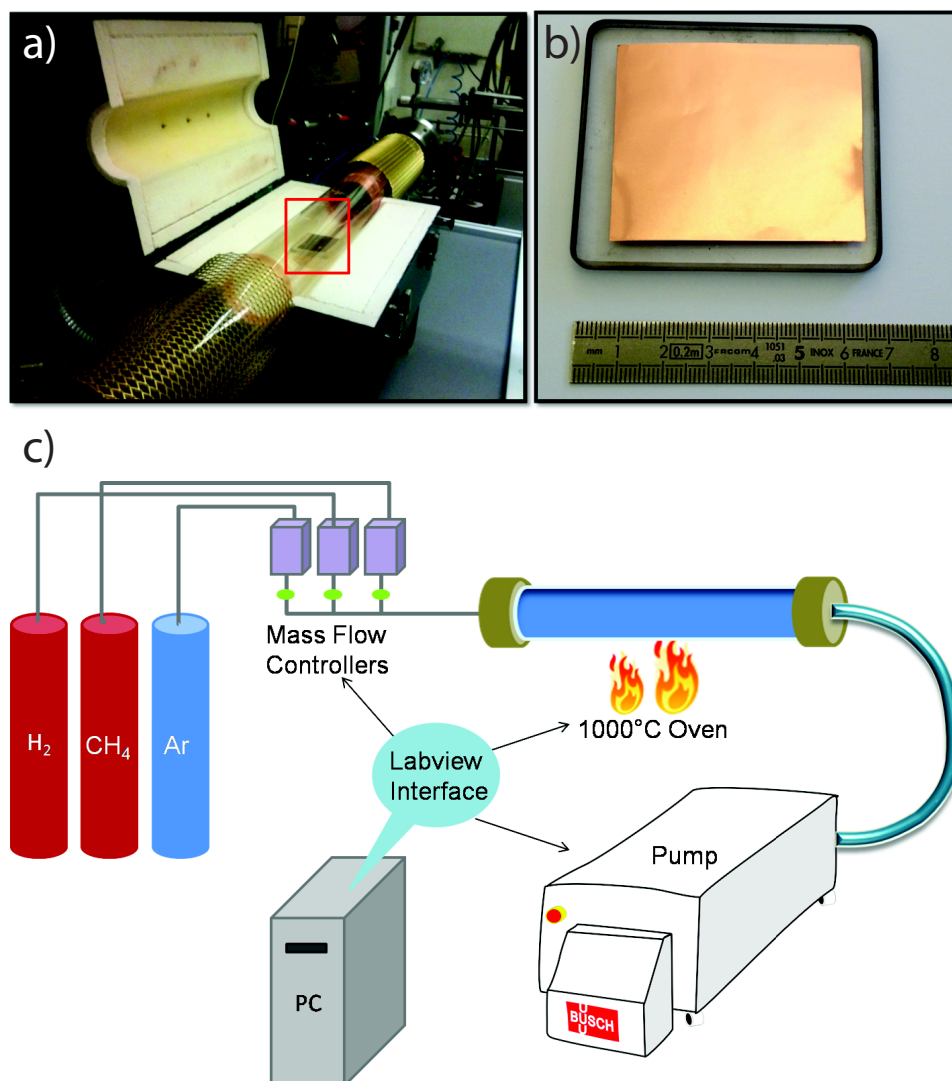 a)
b)
mm 1 2 0.2m 3 FACOM 4 1051 .03 5 INOX 6 FRANCE 7 8
c)
Mass Flow
Controllers
H2
CH4
Ar
1000°C Oven
Labview
Interface
Pump
PC
BUSCH